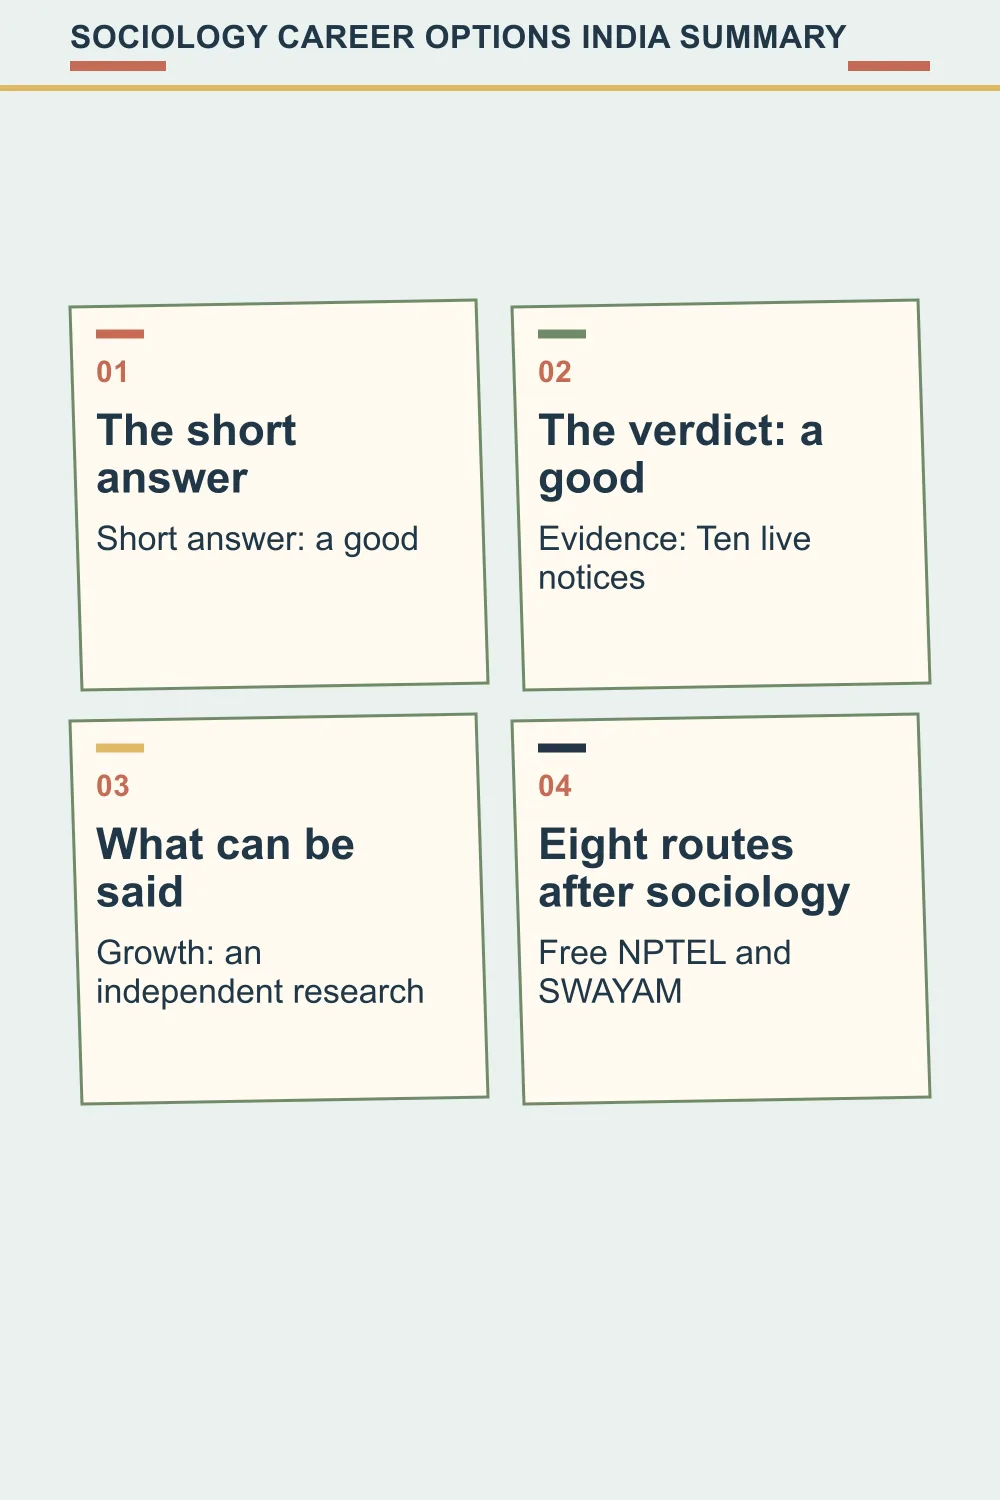 SOCIOLOGY CAREER OPTIONS INDIA SUMMARY
01
The short
answer
Short answer: a good
02
The verdict: a
good
Evidence: Ten live
notices
03
What can be
said
Growth: an
independent research
04
Eight routes
after sociology
Free NPTEL and
SWAYAM